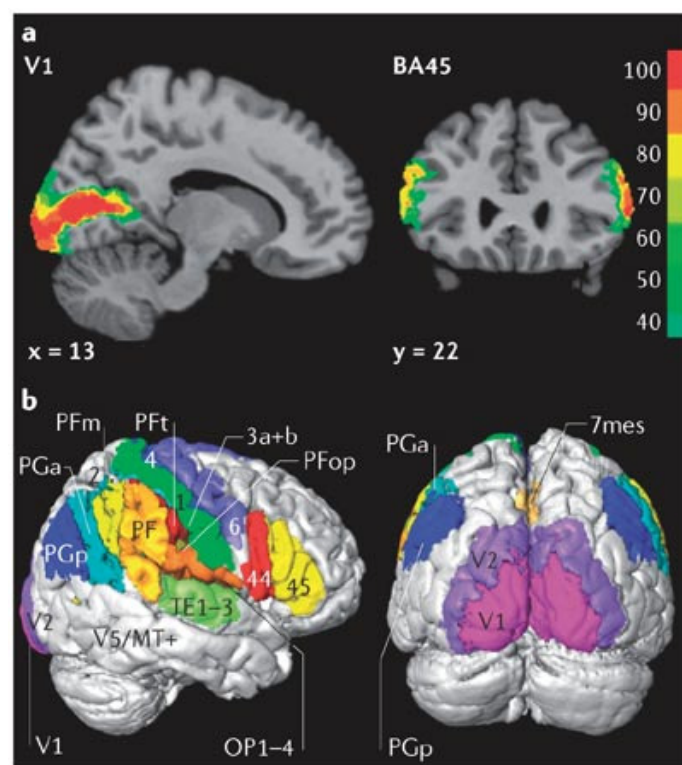 a
V1
BA45
100
90
80
70
60
50
40
x = 13
y = 22
b
PFm
PFt
3a+b
PFop
7mes
PGa
PGa
2
4
1
PF
6
PGp
44
45
V2
TE1–3
V5/MT+
V2
V1
V1
OP1–4
PGp